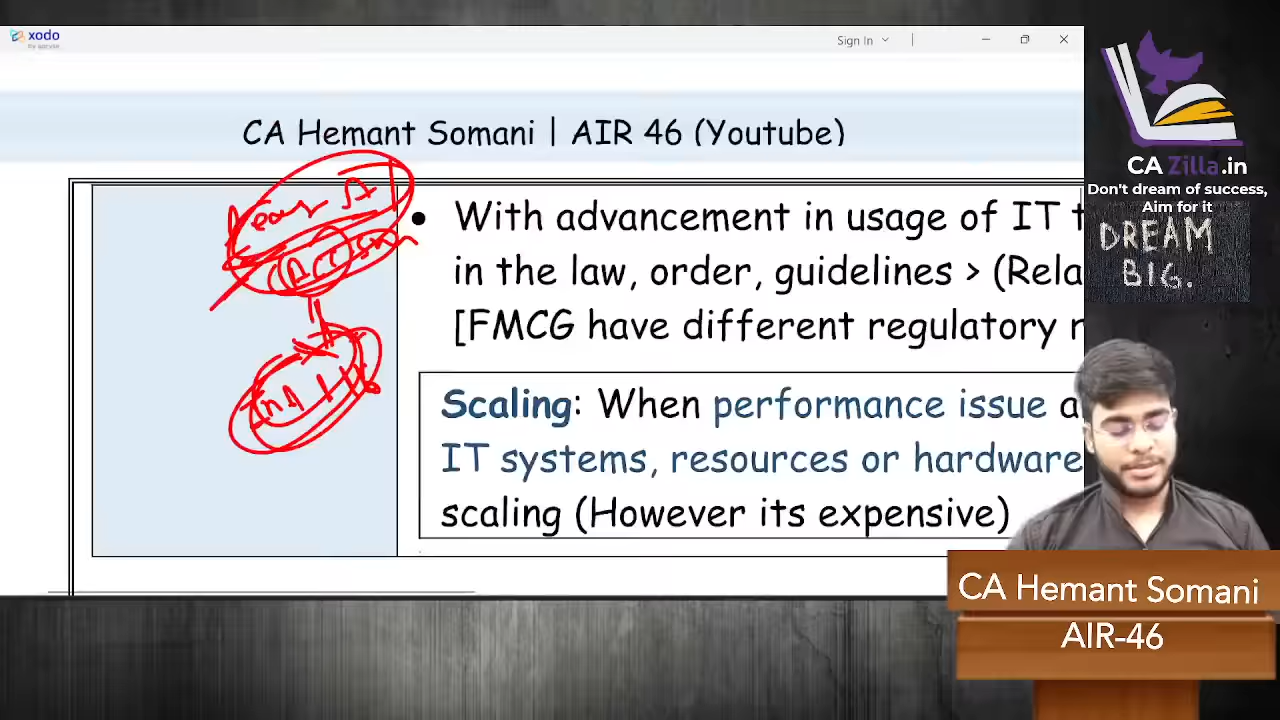 xodo
Sign In
CA Hemant Somani | AIR 46 (Youtube)
• With advancement in usage of IT t
in the law, order, guidelines > (Rela
[FMCG have different regulatory r
Scaling: When performance issue a
IT systems, resources or hardware
scaling (However its expensive)
CA Zilla.in
Don't dream of success,
Aim for it
DREAM
BIG.
CA Hemant Somani
AIR-46